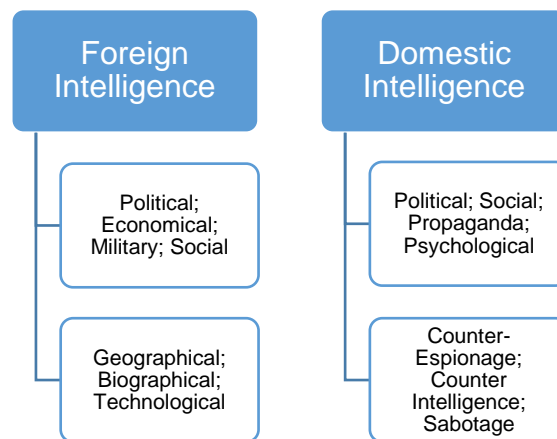 Foreign
Intelligence
Political;
Economical;
Military; Social
Geographical;
Biographical;
Technological
Domestic
Intelligence
Political; Social;
Propaganda;
Psychological
Counter-
Espionage;
Counter
Intelligence;
Sabotage